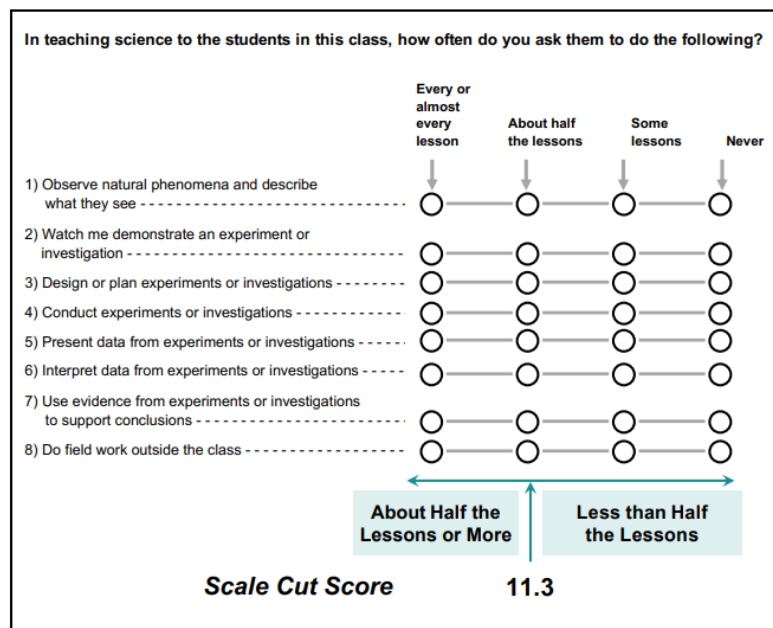 In teaching science to the students in this class, how often do you ask them to do the following?
Every or
almost
every
lesson
About half
the lessons
Some
lessons
Never
1) Observe natural phenomena and describe
what they see
2) Watch me demonstrate an experiment or
investigation
3) Design or plan experiments or investigations
4) Conduct experiments or investigations
5) Present data from experiments or investigations
6) Interpret data from experiments or investigations
7) Use evidence from experiments or investigations
to support conclusions
8) Do field work outside the class
About Half the
Lessons or More
Less than Half
the Lessons
Scale Cut Score 11.3